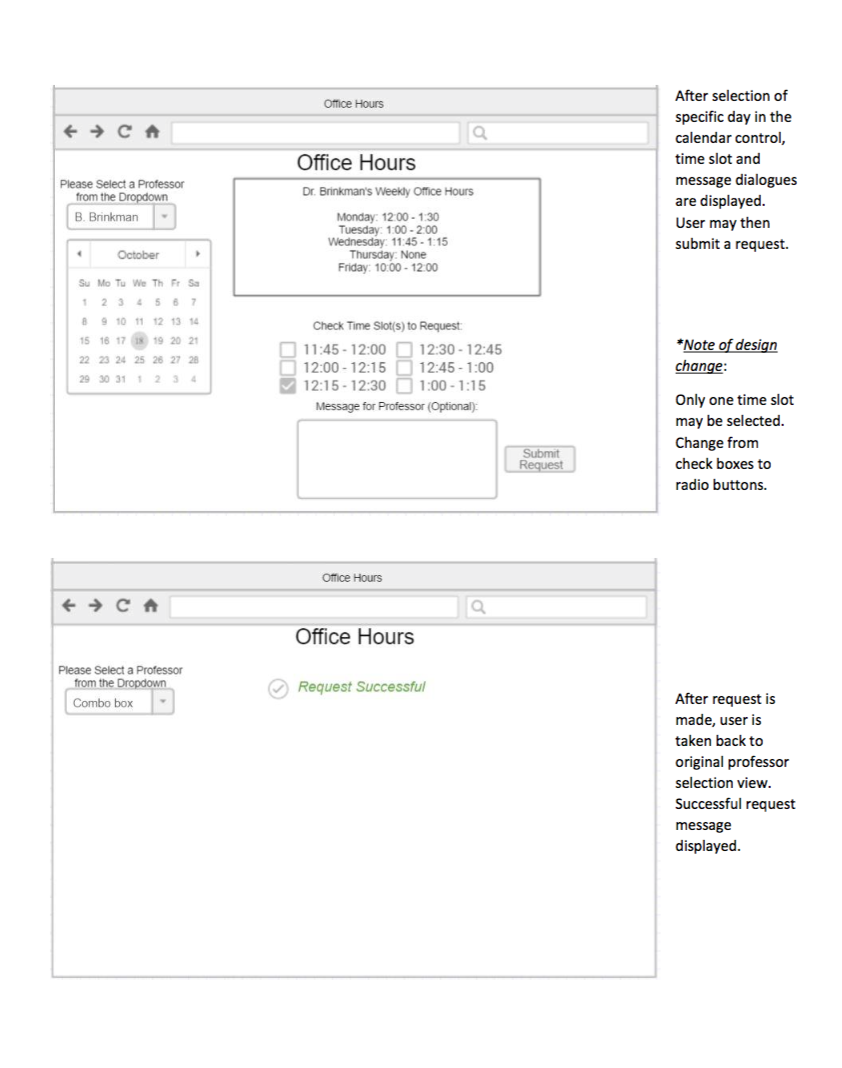 Office Hours
Office Hours
Please Select a Professor
from the Dropdown
B. Brinkman
October
Su Mo Tu We Th Fr Sa
1 2 3 4 5 6 7
8 9 10 11 12 13 14
15 16 17 18 19 20 21
22 23 24 25 26 27 28
29 30 31 1 2 3 4
Dr. Brinkman's Weekly Office Hours
Monday: 12:00 - 1:30
Tuesday: 1:00 - 2:00
Wednesday: 11:45 - 1:15
Thursday: None
Friday: 10:00 - 12:00
Check Time Slot(s) to Request:
11:45 - 12:00 12:30 - 12:45
12:00 - 12:15 12:45 - 1:00
12:15 - 12:30 1:00 - 1:15
Message for Professor (Optional):
Submit
Request
After selection of
specific day in the
calendar control,
time slot and
message dialogues
are displayed.
User may then
submit a request.
*Note of design
change:
Only one time slot
may be selected.
Change from
check boxes to
radio buttons.
Office Hours
Office Hours
Please Select a Professor
from the Dropdown
Combo box
Request Successful
After request is
made, user is
taken back to
original professor
selection view.
Successful request
message
displayed.